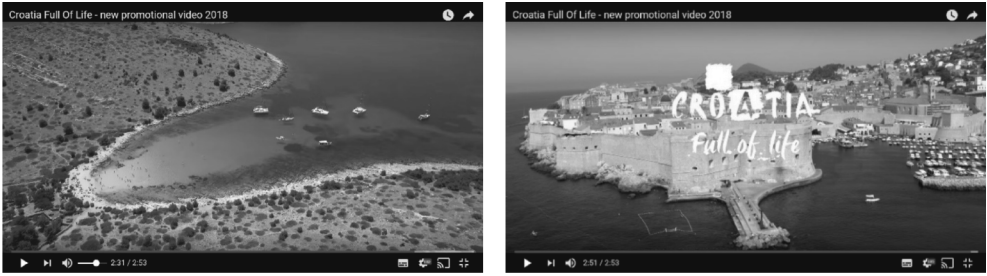 Croatia Full Of Life - new promotional video 2018
2:31 / 2:53
Croatia Full Of Life - new promotional video 2018
CROATIA
Full of life
2:51 / 2:53